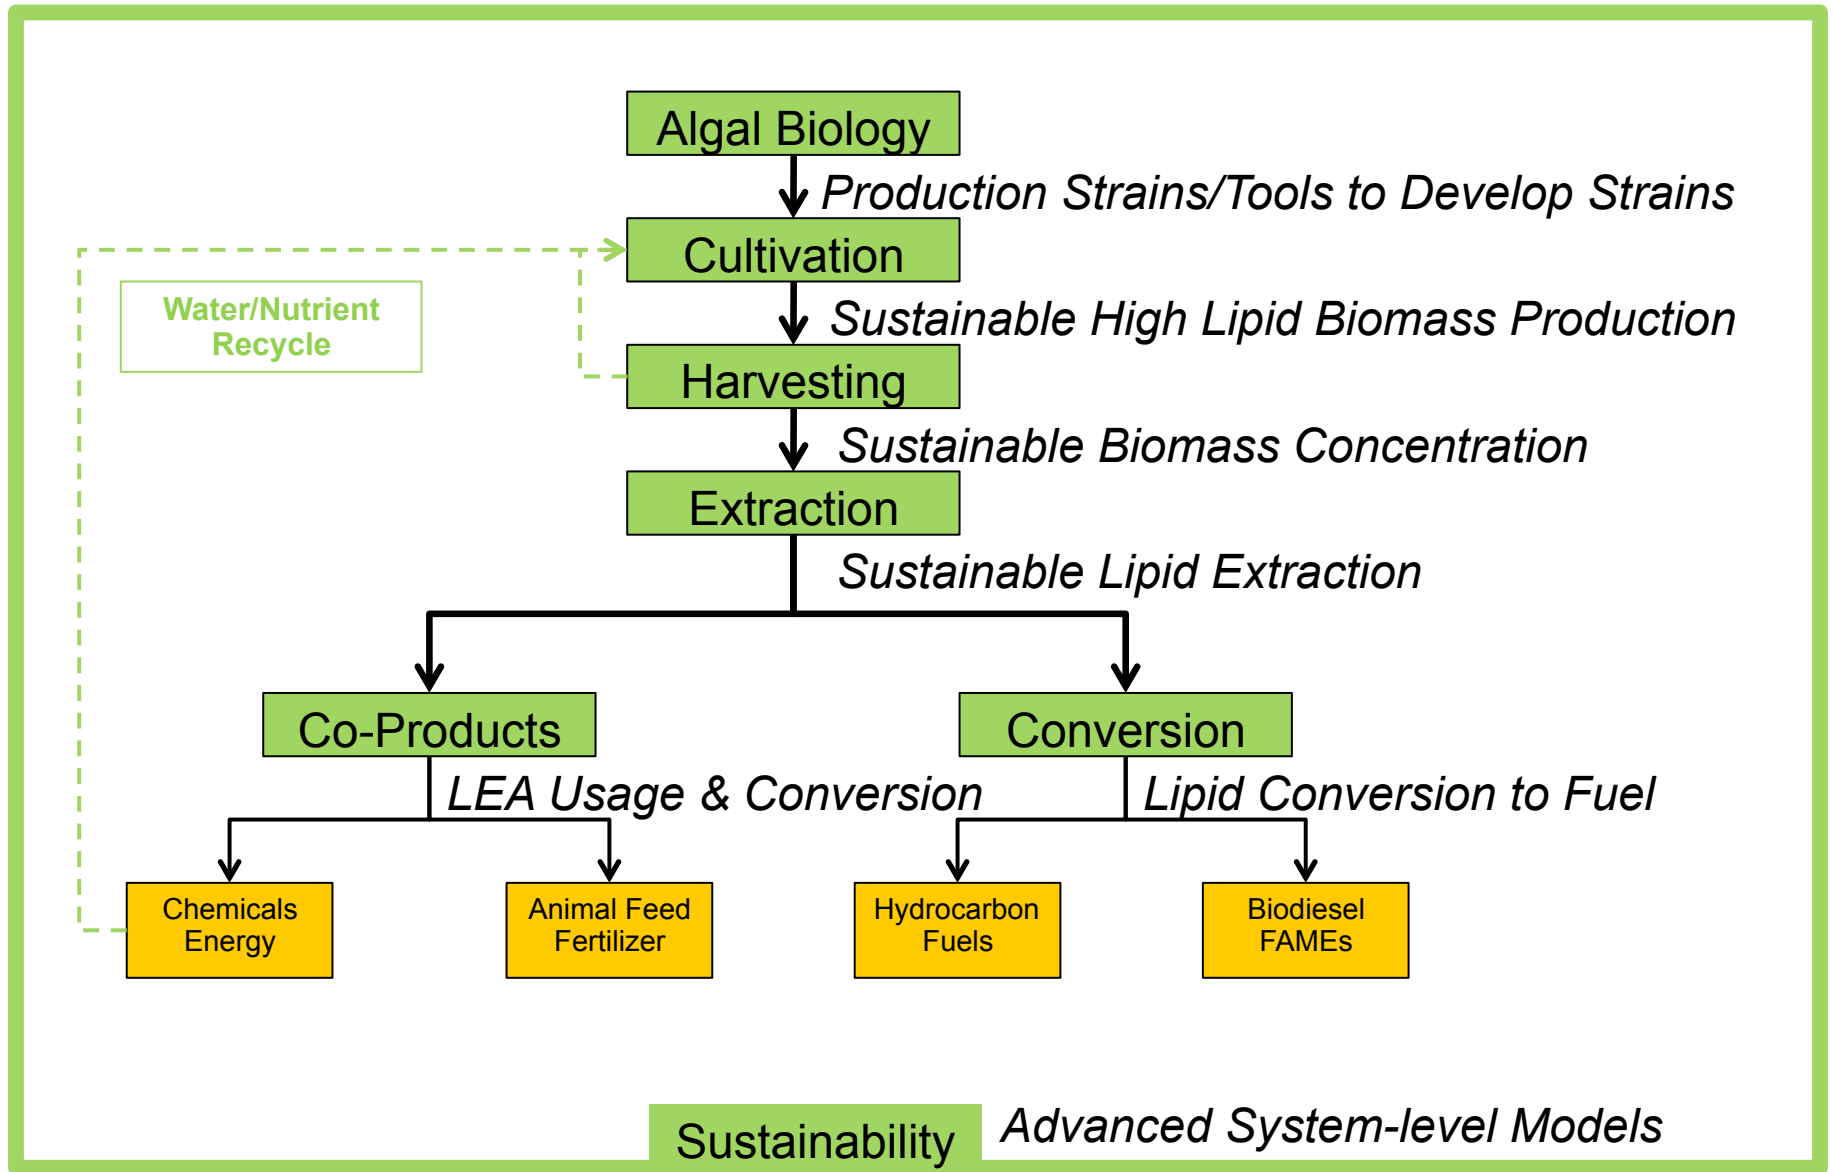 Algal Biology
Production Strains/Tools to Develop Strains
Cultivation
Water/Nutrient
Recycle
Sustainable High Lipid Biomass Production
Harvesting
Sustainable Biomass Concentration
Extraction
Sustainable Lipid Extraction
Co-Products
Conversion
LEA Usage & Conversion
Lipid Conversion to Fuel
Chemicals
Energy
Animal Feed
Fertilizer
Hydrocarbon
Fuels
Biodiesel
FAMEs
Sustainability
Advanced System-level Models